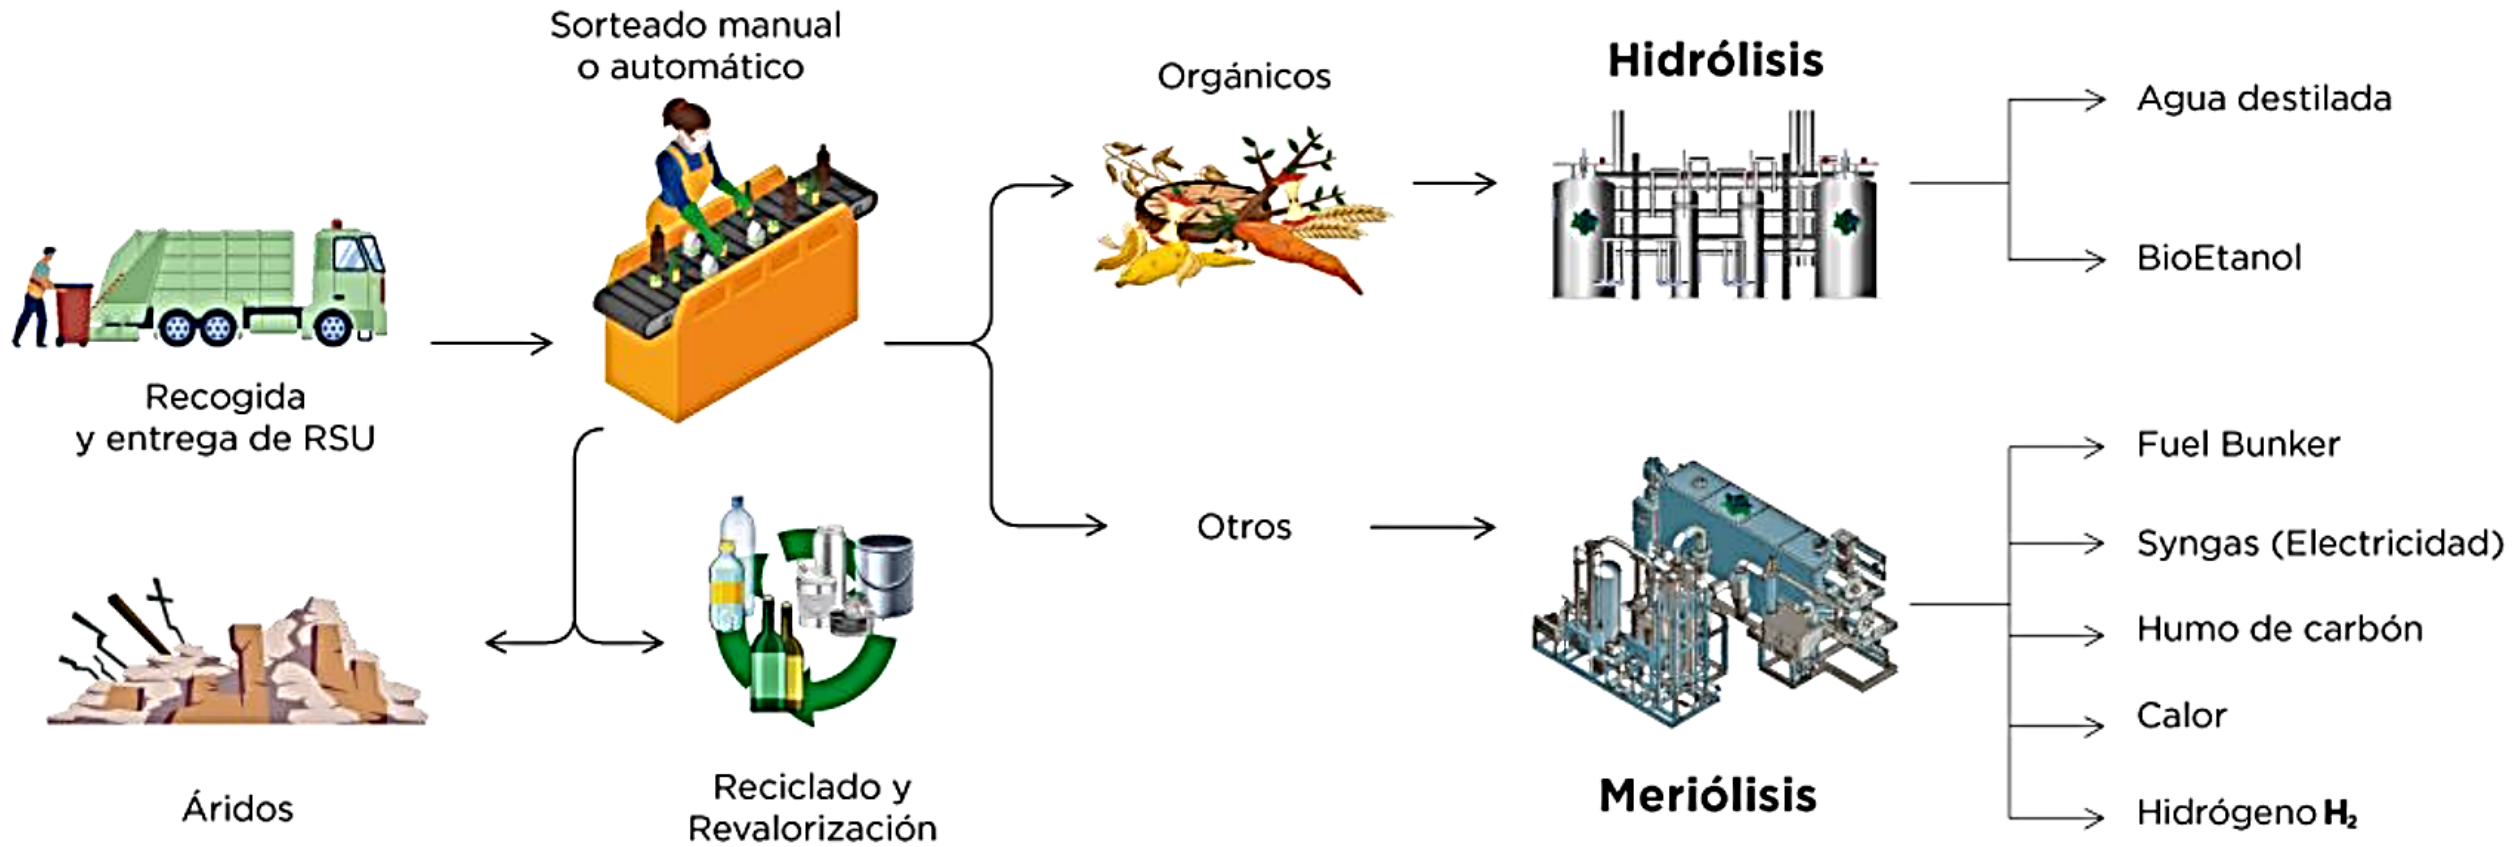 Sorteado manual
o automático
Recogida
y entrega de RSU
Áridos
Reciclado y
Revalorización
Orgánicos
Otros
Hidrólisis
Agua destilada
BioEtanol
Meriólisis
Fuel Bunker
Syngas (Electricidad)
Humo de carbón
Calor
Hidrógeno H₂